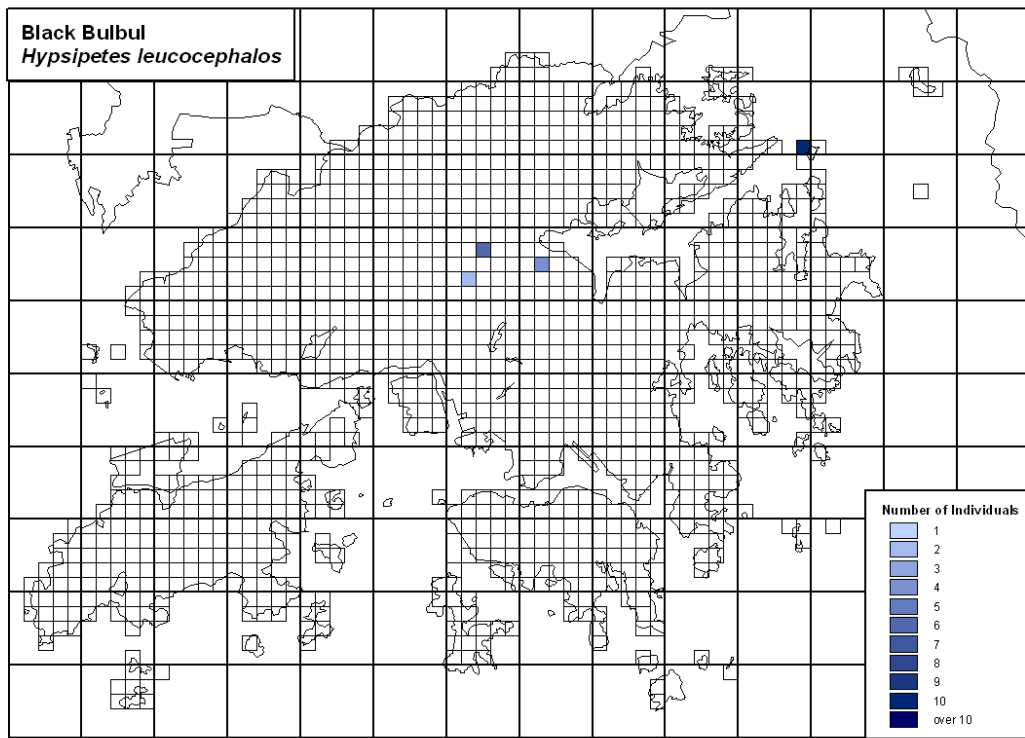 Black Bulbul
Hypsipetes leucocephalos
Number of Individuals
1
2
3
4
5
6
7
8
9
10
over 10